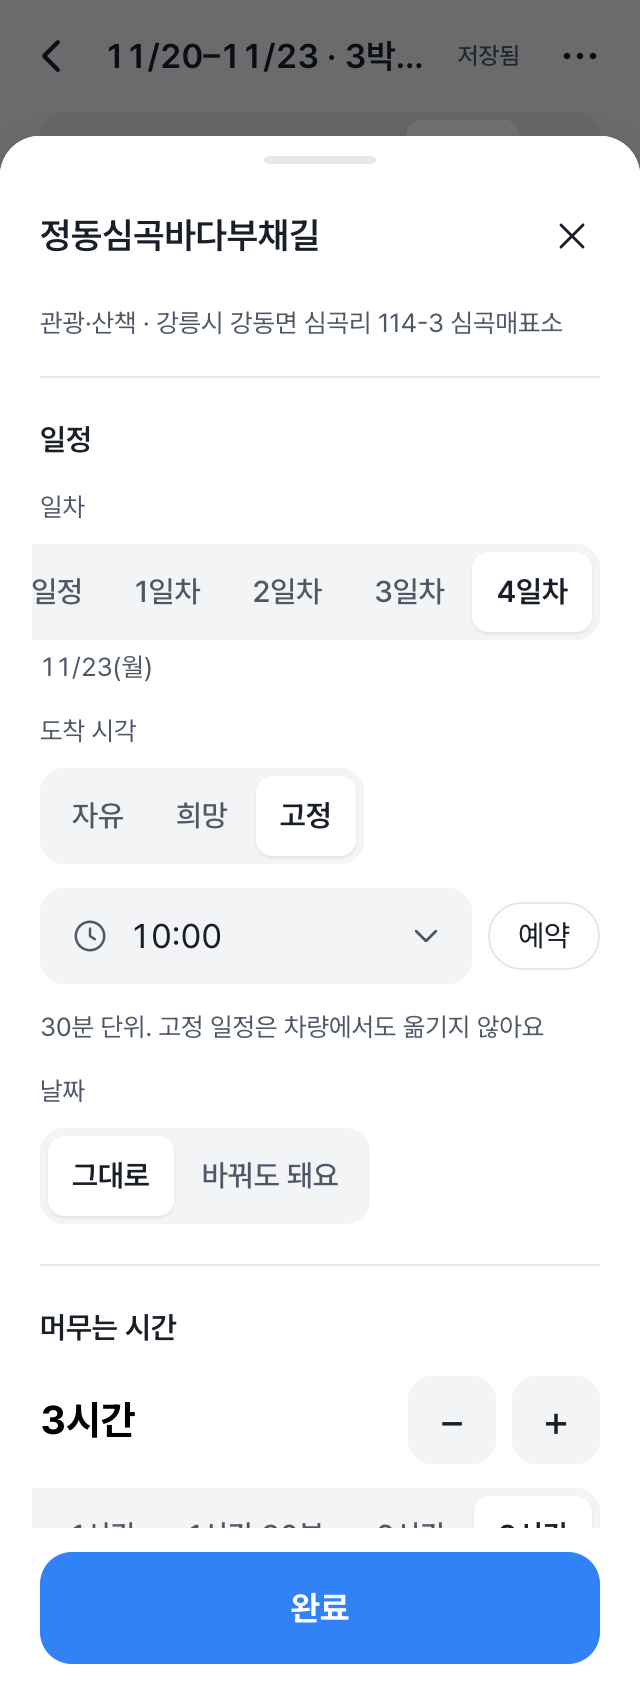 11/20–11/23 · 3박... 저장됨
정동심곡바다부채길
관광·산책 · 강릉시 강동면 심곡리 114-3 심곡매표소
일정
일차
일정 1일차 2일차 3일차 4일차
11/23(월)
도착 시각
자유 희망 고정
10:00 예약
30분 단위. 고정 일정은 차량에서도 옮기지 않아요
날짜
그대로 바꿔도 돼요
머무는 시간
3시간 − +
완료